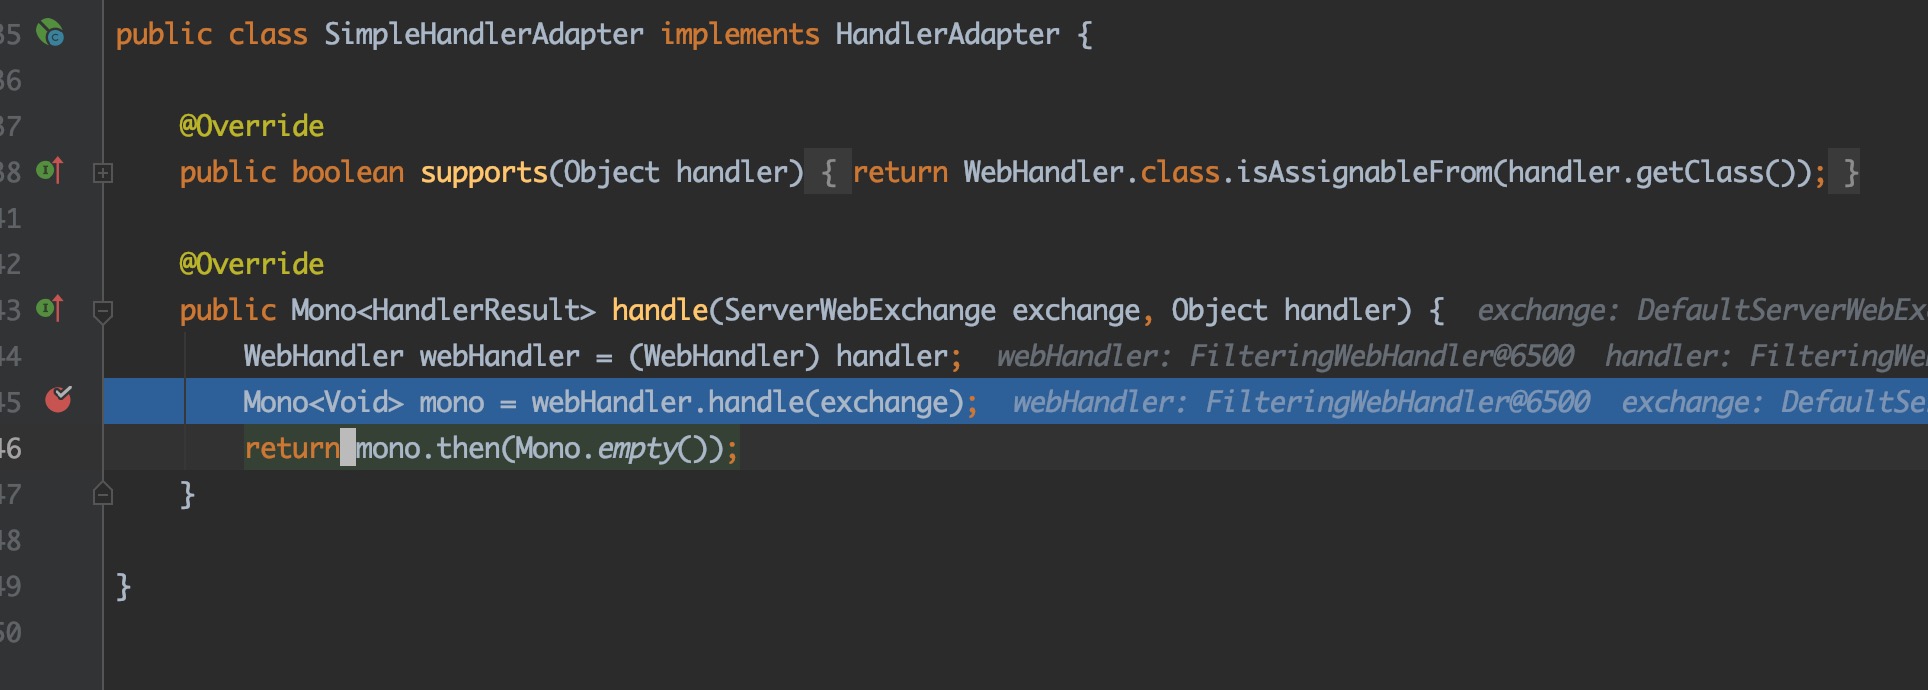 35 public class SimpleHandlerAdapter implements HandlerAdapter {
36
37 @Override
38 public boolean supports(Object handler) { return WebHandler.class.isAssignableFrom(handler.getClass()); }
41
42 @Override
43 public Mono<HandlerResult> handle(ServerWebExchange exchange, Object handler) { exchange: DefaultServerWebEx
44 WebHandler webHandler = (WebHandler) handler; webHandler: FilteringWebHandler@6500 handler: FilteringWe
45 Mono<Void> mono = webHandler.handle(exchange); webHandler: FilteringWebHandler@6500 exchange: DefaultSe
46 return mono.then(Mono.empty());
47 }
48
49 }
50